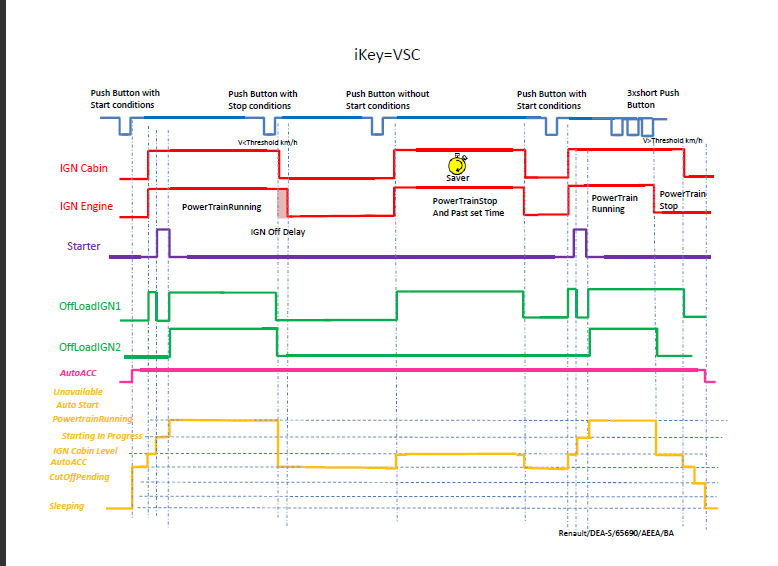 iKey=VSC
Push Button with
Start conditions
Push Button with
Stop conditions
Push Button without
Start conditions
Push Button with
Start conditions
3xshort Push
Button
V<Threshold km/h
V>Threshold km/h
IGN Cabin
Saver
IGN Engine
PowerTrainRunning
PowerTrainStop
And Past set Time
PowerTrain
Running
PowerTrain
Stop
IGN Off Delay
Starter
OffLoadIGN1
OffLoadIGN2
AutoACC
Unavailable
Auto Start
PowertrainRunning
Starting In Progress
IGN Cabin Level
AutoACC
CutOffPending
Sleeping
Renault/DEA-S/65690/AEEA/BA